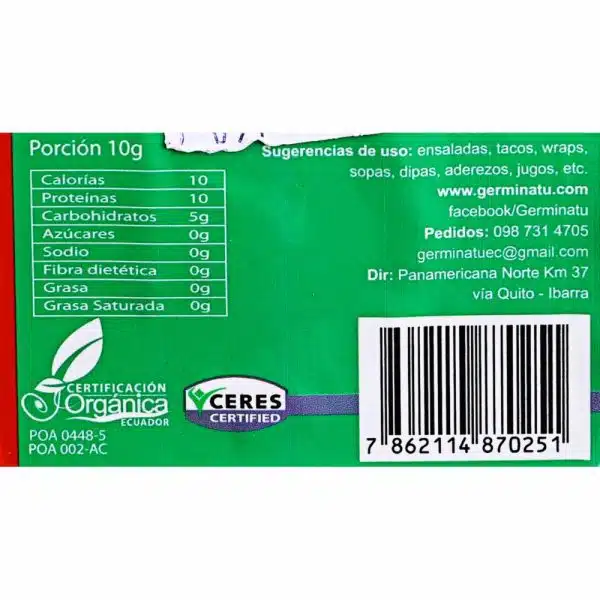 Porción 10g
Calorías 10
Proteínas 10
Carbohidratos 5g
Azúcares 0g
Sodio 0g
Fibra dietética 0g
Grasa 0g
Grasa Saturada 0g
Sugerencias de uso: ensaladas, tacos, wraps,
sopas, dipas, aderezos, jugos, etc.
www.germinatu.com
facebook/Germinatu
Pedidos: 098 731 4705
germinatuec@gmail.com
Dir: Panamericana Norte Km 37
vía Quito - Ibarra
CERTIFICACIÓN
Orgánica
ECUADOR
POA 0448-5
POA 002-AC
CERES
CERTIFIED
7 862114 870251